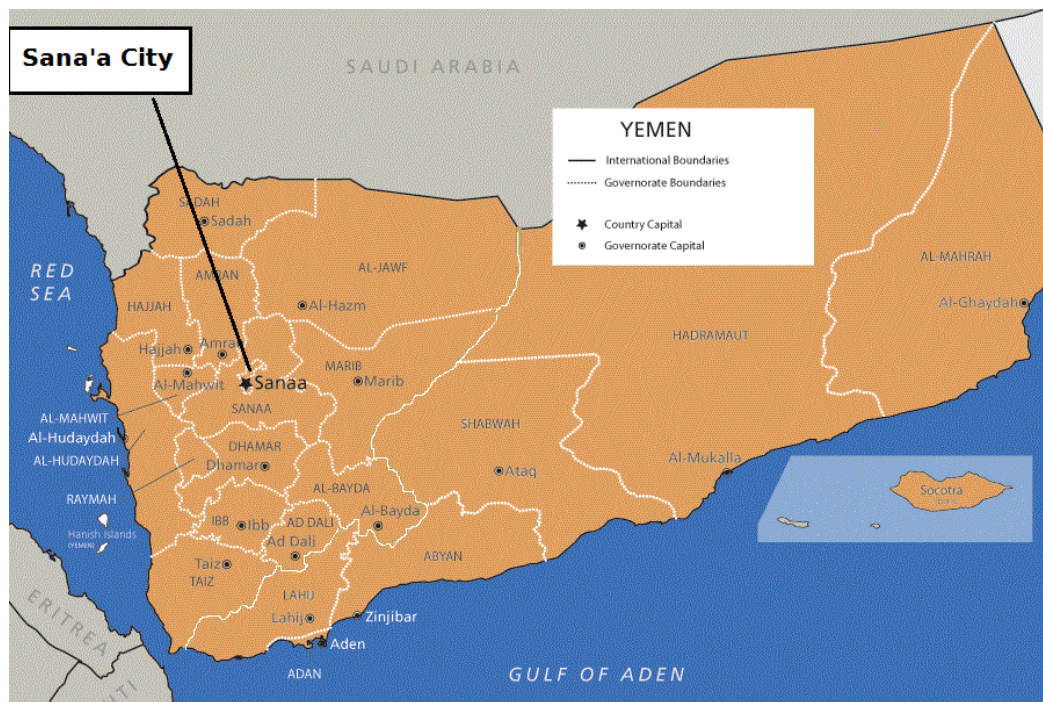 Sana'a City
SAUDI ARABIA
YEMEN
International Boundaries
Governorate Boundaries
Country Capital
Governorate Capital
SADAH
Sadah
AMRAN
AL-JAWF
AL-MAHRAH
RED
SEA
HAJJAH
Al-Hazm
Al-Ghaydah
HADRAMAUT
Hajjah
Amran
MARIB
Al-Mahwit
Sanaa
Marib
AL-MAHWIT
SANAA
SHABWAH
Al-Hudaydah
DHAMAR
AL-HUDAYDAH
Dhamar
Al-Mukalla
Ataq
AL-BAYDA
RAYMAH
Socotra
IBB
Ibb
AD DALI
Al-Bayda
Hanish Islands
(YEMEN)
Ad Dali
ABYAN
Taiz
TAIZ
LAHIJ
Lahij
Zinjibar
ERITREA
Aden
ADAN
GULF OF ADEN
UTI